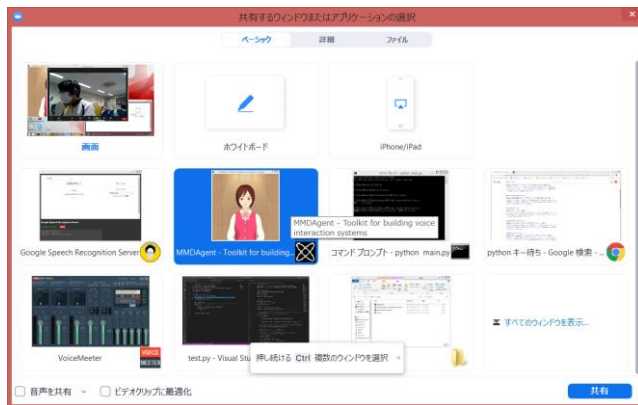 共有するウィンドウまたはアプリケーションの選択
ベーシック
詳細
ファイル
画面
ホワイトボード
iPhone/iPad
Google Speech Recognition Server
MMDAgent - Toolkit for building...
MMDAgent - Toolkit for building voice
interaction systems
コマンド プロンプト - python main.py
python キー待ち - Google 検索 - ...
VoiceMeeter
VOICE
MEETER
test.py - Visual Stu
押し続ける Ctrl 複数のウィンドウを選択
すべてのウィンドウを表示...
音声を共有
ビデオクリップに最適化
共有